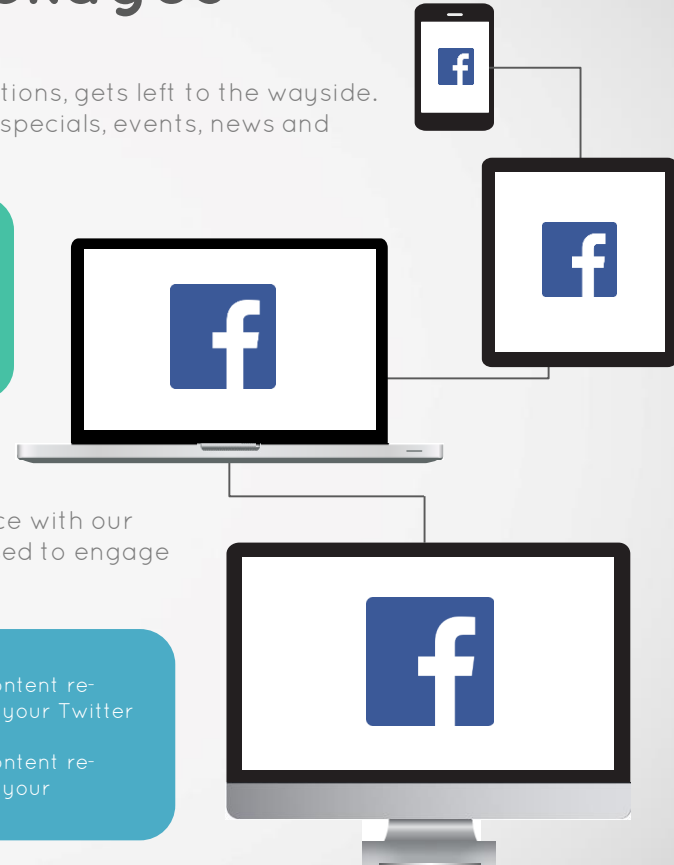 tions, gets left to the wayside.
specials, events, news and
ce with our
ed to engage
ontent re-
your Twitter
ontent re-
your